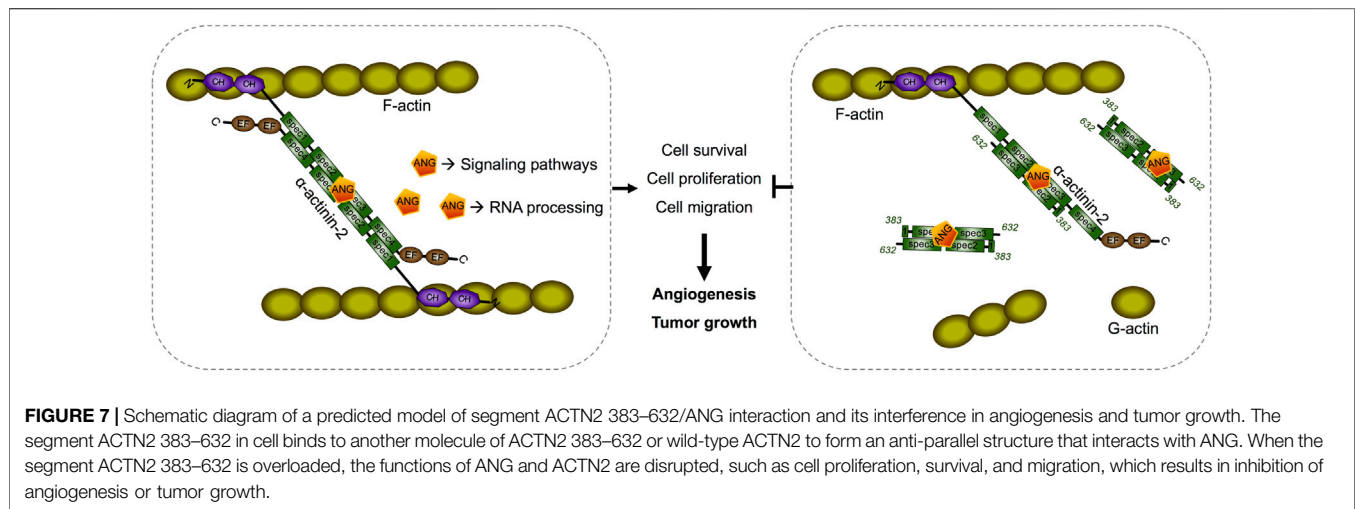 N CH CH
F-actin
C EF EF
spec1
spec4 spec2
ANG
spec3
spec2
spec4
spec1
α-actinin-2
EF EF C
CH CH N
ANG → Signaling pathways
ANG ANG → RNA processing
Cell survival
Cell proliferation
Cell migration
Angiogenesis
Tumor growth
N CH CH
F-actin
spec1
632
spec3 spec2
ANG
383
spec4
α-actinin-2
EF EF C
383
632
spec2
spec3
ANG
632
383
383
632
spec3
ANG
spec3
spec2
632
383
G-actin
FIGURE 7 | Schematic diagram of a predicted model of segment ACTN2 383–632/ANG interaction and its interference in angiogenesis and tumor growth. The
segment ACTN2 383–632 in cell binds to another molecule of ACTN2 383–632 or wild-type ACTN2 to form an anti-parallel structure that interacts with ANG. When the
segment ACTN2 383–632 is overloaded, the functions of ANG and ACTN2 are disrupted, such as cell proliferation, survival, and migration, which results in inhibition of
angiogenesis or tumor growth.